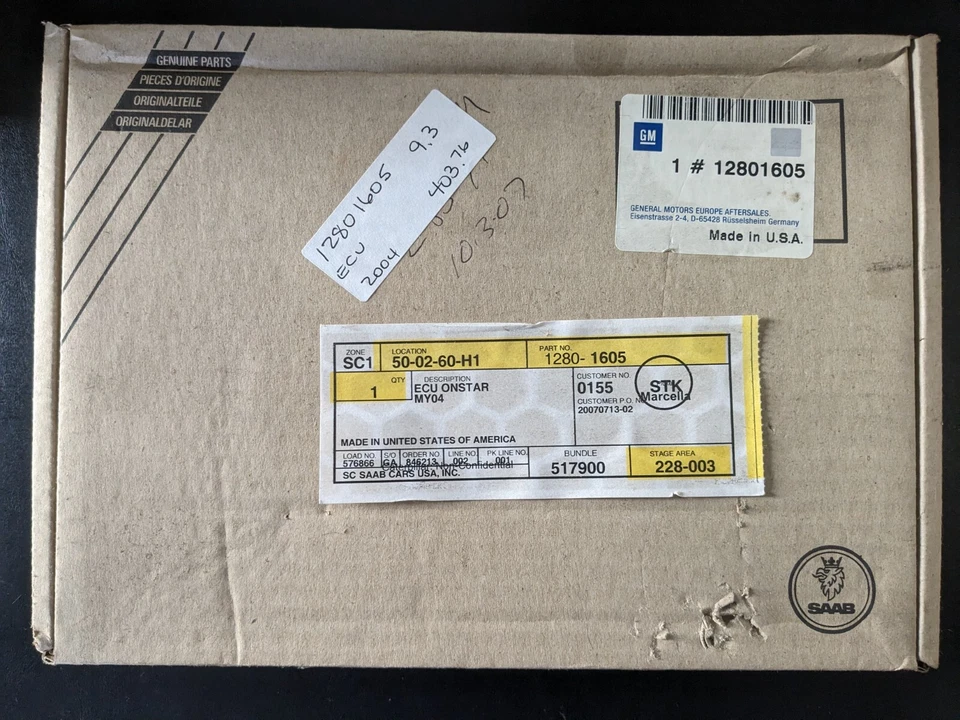 GENUINE PARTS
PIECES D'ORIGINE
ORIGINALTEILE
ORIGINALDELAR
12801605 9.3
ECU
2004 403.76
10.3.07
GM
1 # 12801605
GENERAL MOTORS EUROPE AFTERSALES.
Eisenstrasse 2-4, D-65428 Rüsselsheim Germany
Made in U.S.A.
ZONE LOCATION PART NO.
SC1 50-02-60-H1 1280- 1605
QTY DESCRIPTION CUSTOMER NO.
1 ECU ONSTAR 0155 STK
MY04 CUSTOMER P.O. NO. Marcella
20070713-02
MADE IN UNITED STATES OF AMERICA
LOAD NO. S/O ORDER NO. LINE NO. PK LINE NO. BUNDLE STAGE AREA
576866 GA 846213 002 001 517900 228-003
Caterpillar: Non-Confidential
SC SAAB CARS USA, INC.
SAAB